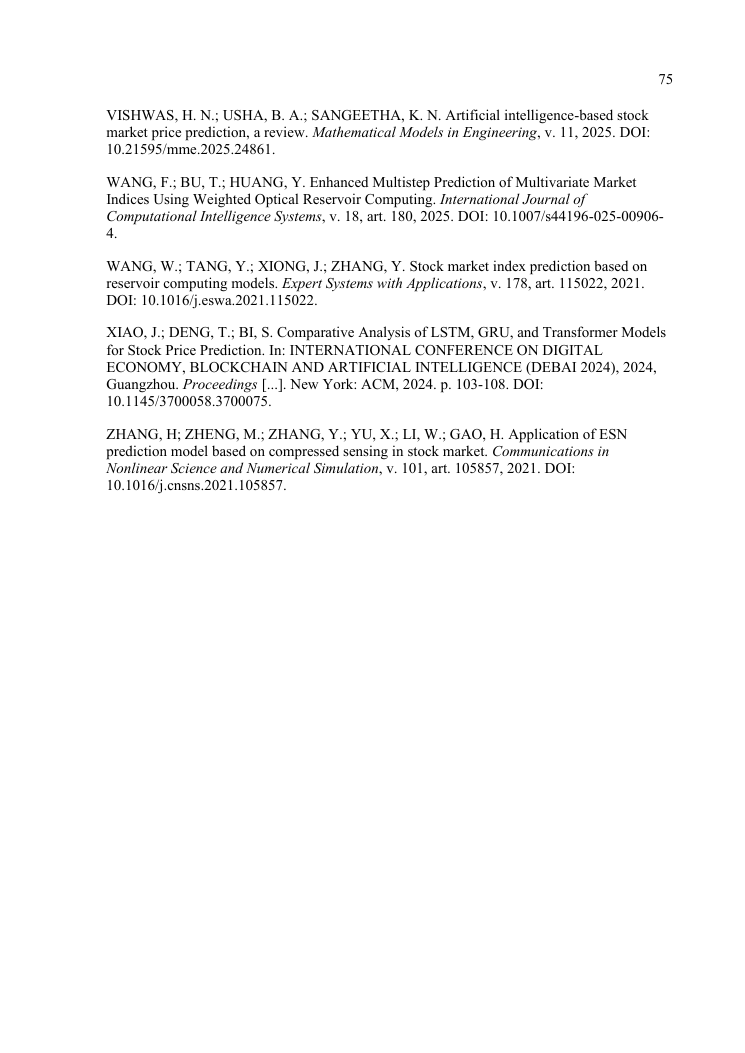 75
VISHWAS, H. N.; USHA, B. A.; SANGEETHA, K. N. Artificial intelligence-based stock
market price prediction, a review. Mathematical Models in Engineering, v. 11, 2025. DOI:
10.21595/mme.2025.24861.
WANG, F.; BU, T.; HUANG, Y. Enhanced Multistep Prediction of Multivariate Market
Indices Using Weighted Optical Reservoir Computing. International Journal of
Computational Intelligence Systems, v. 18, art. 180, 2025. DOI: 10.1007/s44196-025-00906-
4.
WANG, W.; TANG, Y.; XIONG, J.; ZHANG, Y. Stock market index prediction based on
reservoir computing models. Expert Systems with Applications, v. 178, art. 115022, 2021.
DOI: 10.1016/j.eswa.2021.115022.
XIAO, J.; DENG, T.; BI, S. Comparative Analysis of LSTM, GRU, and Transformer Models
for Stock Price Prediction. In: INTERNATIONAL CONFERENCE ON DIGITAL
ECONOMY, BLOCKCHAIN AND ARTIFICIAL INTELLIGENCE (DEBAI 2024), 2024,
Guangzhou. Proceedings [...]. New York: ACM, 2024. p. 103-108. DOI:
10.1145/3700058.3700075.
ZHANG, H; ZHENG, M.; ZHANG, Y.; YU, X.; LI, W.; GAO, H. Application of ESN
prediction model based on compressed sensing in stock market. Communications in
Nonlinear Science and Numerical Simulation, v. 101, art. 105857, 2021. DOI:
10.1016/j.cnsns.2021.105857.